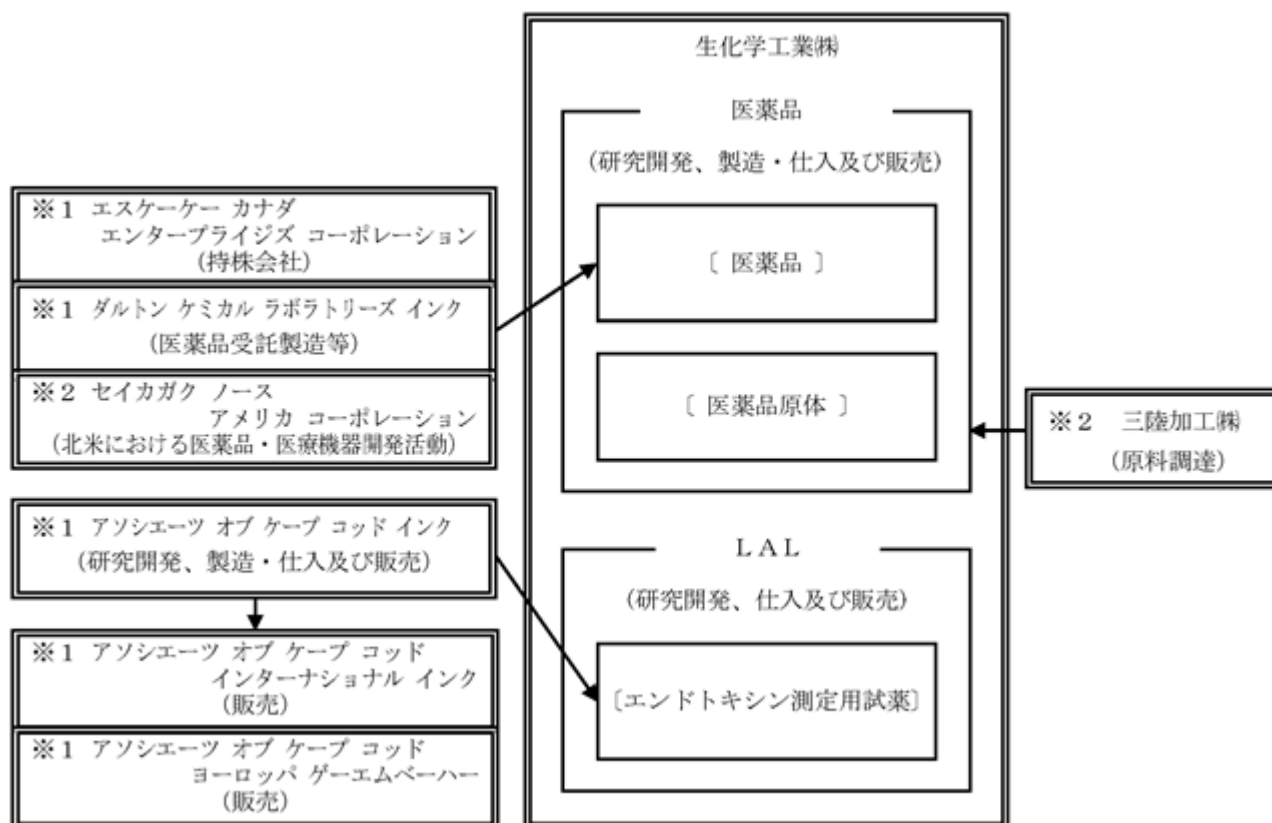 生化学工業㈱
医薬品
(研究開発、製造・仕入及び販売)
〔 医薬品 〕
〔 医薬品原体 〕
※1 エスケーケー カナダ
エンタープライジズ コーポレーション
(持株会社)
※1 ダルトン ケミカル ラボラトリーズ インク
(医薬品受託製造等)
※2 セイカガク ノース
アメリカ コーポレーション
(北米における医薬品・医療機器開発活動)
※2 三陸加工㈱
(原料調達)
※1 アソシエーツ オブ ケープ コッド インク
(研究開発、製造・仕入及び販売)
※1 アソシエーツ オブ ケープ コッド
インターナショナル インク
(販売)
※1 アソシエーツ オブ ケープ コッド
ヨーロッパ ゲーエムベーハー
(販売)
LAL
(研究開発、仕入及び販売)
〔エンドトキシン測定用試薬〕